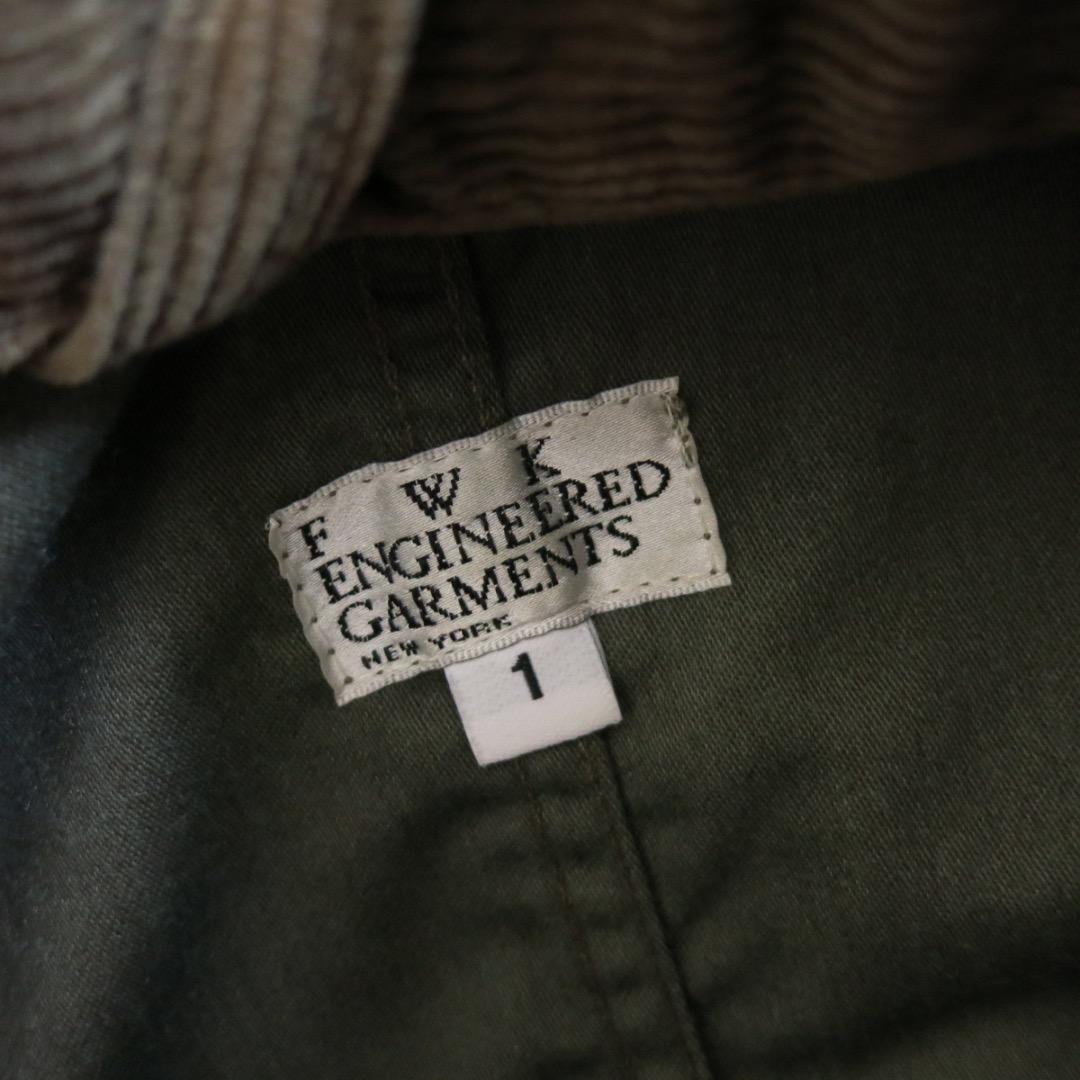 F W K
ENGINEERED
GARMENTS
NEW YORK
1